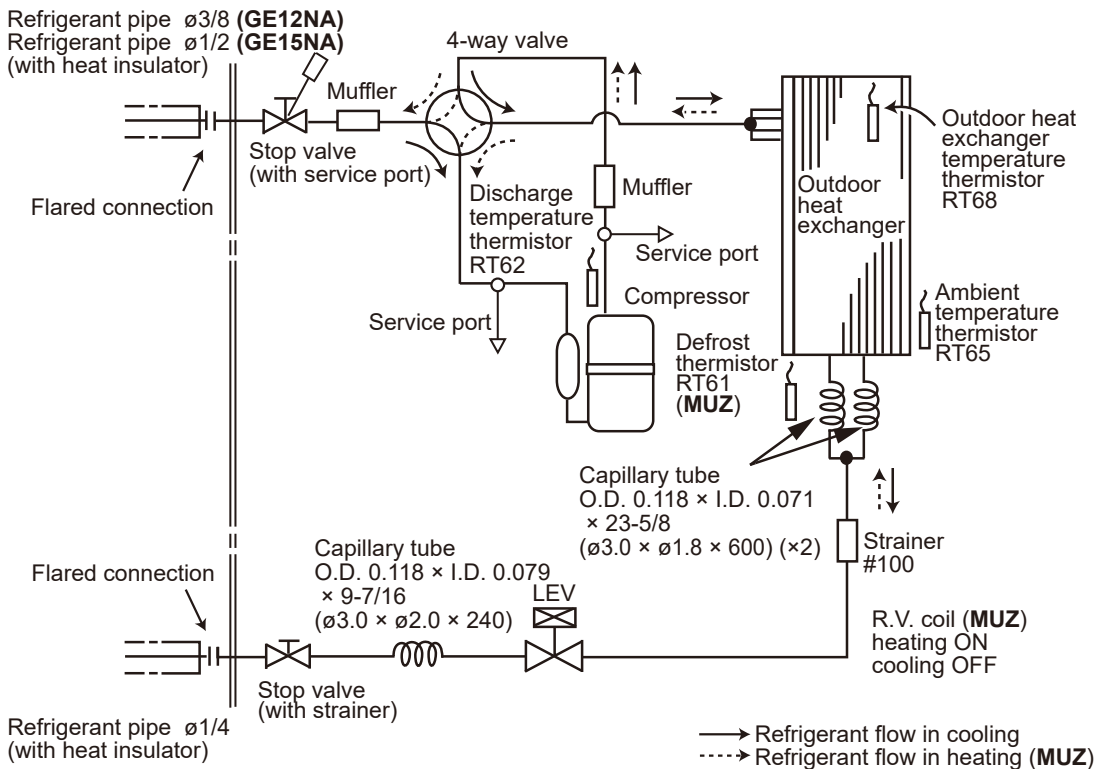 Refrigerant pipe ø3/8 (GE12NA)
Refrigerant pipe ø1/2 (GE15NA)
(with heat insulator)
4-way valve
Muffler
Stop valve
(with service port)
Flared connection
Discharge
temperature
thermistor
RT62
Muffler
Service port
Service port
Compressor
Outdoor
heat
exchanger
Outdoor heat
exchanger
temperature
thermistor
RT68
Ambient
temperature
thermistor
RT65
Defrost
thermistor
RT61
(MUZ)
Capillary tube
O.D. 0.118 × I.D. 0.071
× 23-5/8
(ø3.0 × ø1.8 × 600) (×2)
Strainer
#100
Flared connection
Capillary tube
O.D. 0.118 × I.D. 0.079
× 9-7/16
(ø3.0 × ø2.0 × 240)
LEV
R.V. coil (MUZ)
heating ON
cooling OFF
Stop valve
(with strainer)
Refrigerant pipe ø1/4
(with heat insulator)
Refrigerant flow in cooling
Refrigerant flow in heating (MUZ)